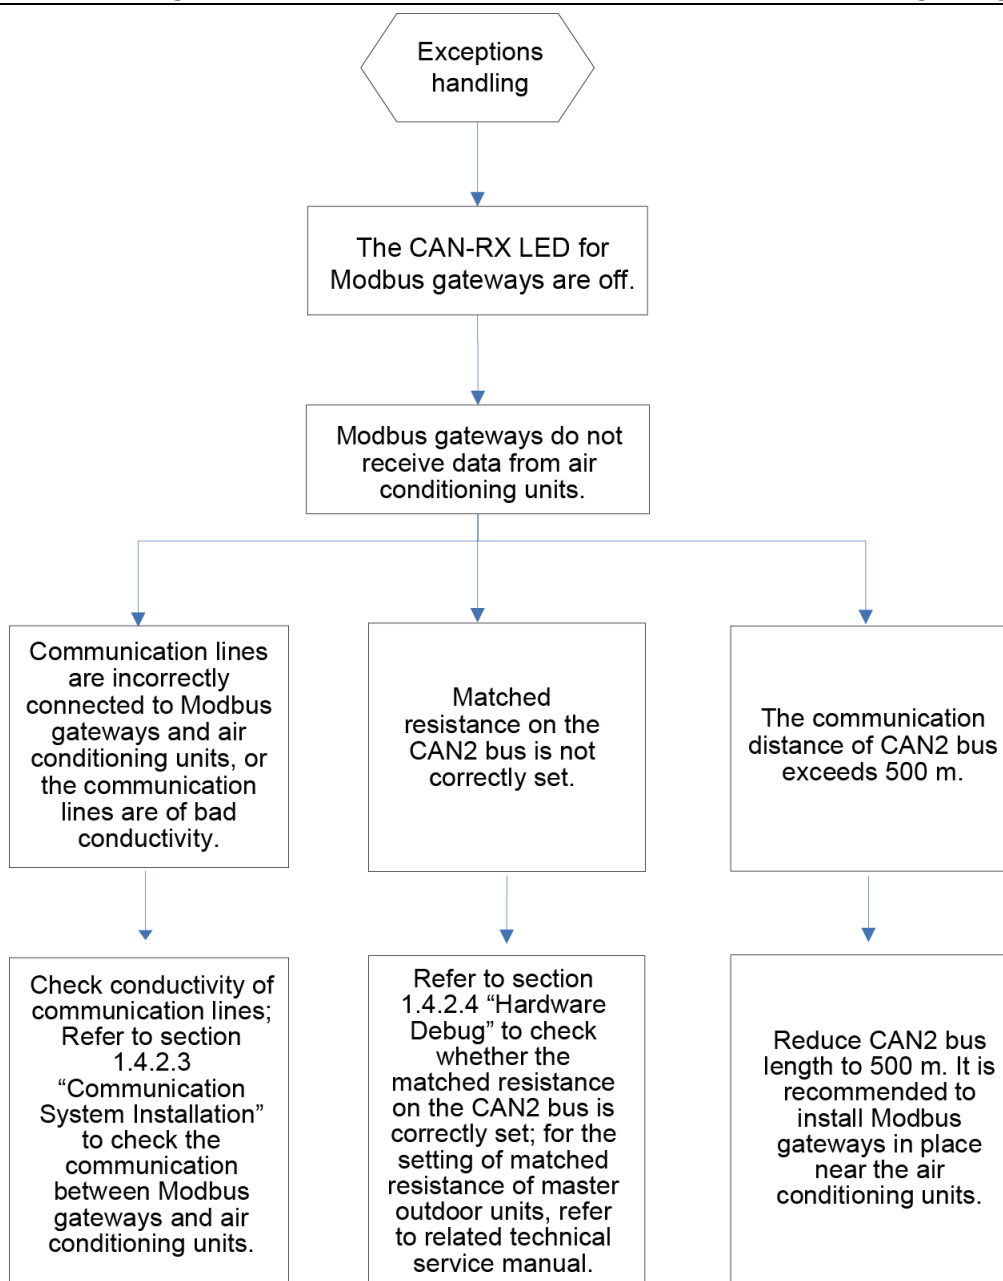 Exceptions
handling
The CAN-RX LED for
Modbus gateways are off.
Modbus gateways do not
receive data from air
conditioning units.
Communication lines
are incorrectly
connected to Modbus
gateways and air
conditioning units, or
the communication
lines are of bad
conductivity.
Matched
resistance on the
CAN2 bus is not
correctly set.
The communication
distance of CAN2 bus
exceeds 500 m.
Check conductivity of
communication lines;
Refer to section
1.4.2.3
“Communication
System Installation”
to check the
communication
between Modbus
gateways and air
conditioning units.
Refer to section
1.4.2.4 “Hardware
Debug” to check
whether the
matched resistance
on the CAN2 bus is
correctly set; for the
setting of matched
resistance of master
outdoor units, refer
to related technical
service manual.
Reduce CAN2 bus
length to 500 m. It is
recommended to
install Modbus
gateways in place
near the air
conditioning units.